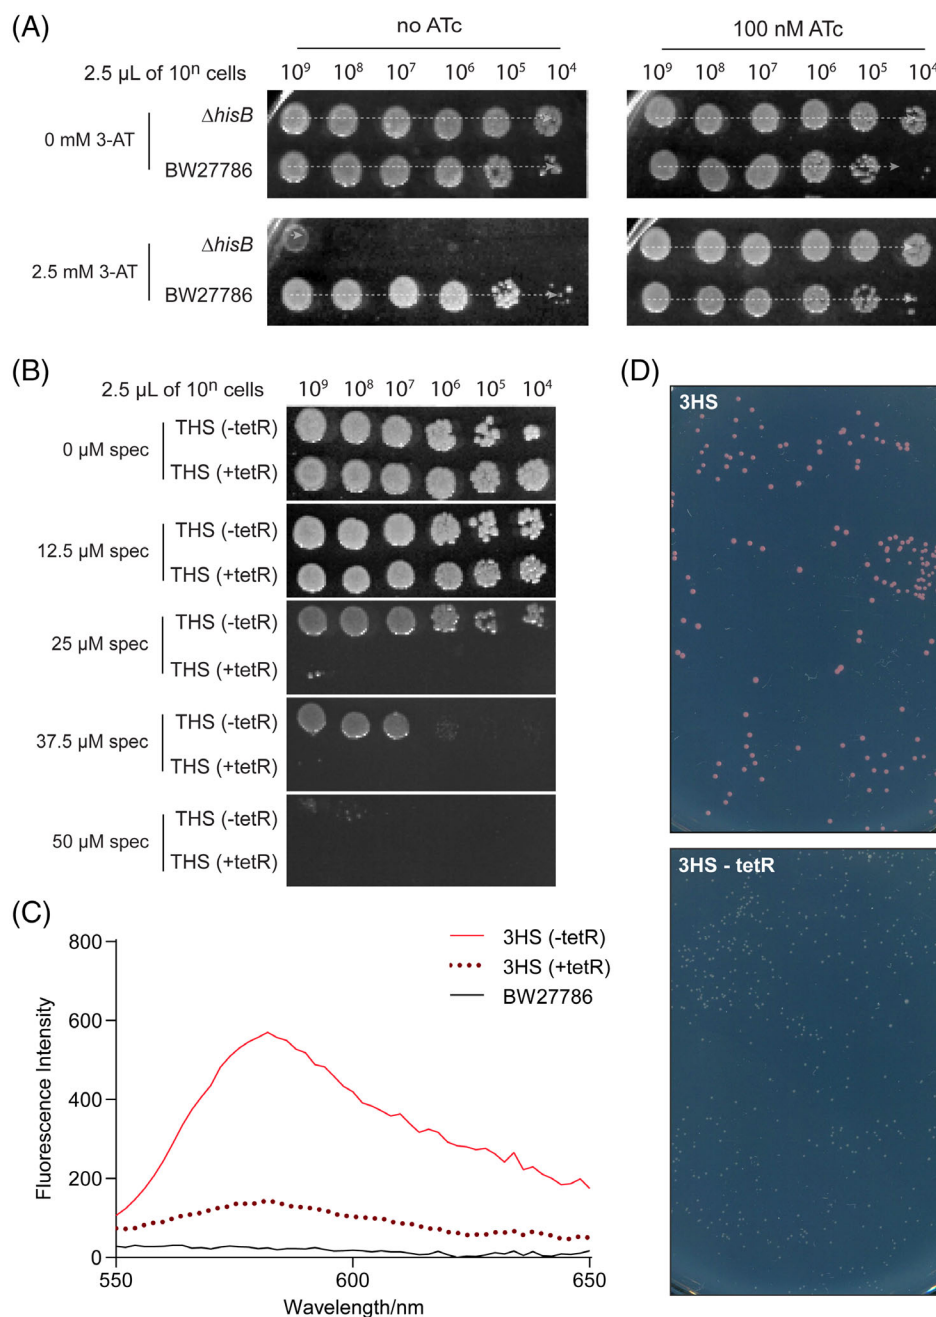 (A)
no ATc
100 nM ATc
2.5 µL of 10ⁿ cells
10⁹ 10⁸ 10⁷ 10⁶ 10⁵ 10⁴
10⁹ 10⁸ 10⁷ 10⁶ 10⁵ 10⁴
0 mM 3-AT
ΔhisB
BW27786
2.5 mM 3-AT
ΔhisB
BW27786
(B)
2.5 µL of 10ⁿ cells
10⁹ 10⁸ 10⁷ 10⁶ 10⁵ 10⁴
0 µM spec
THS (-tetR)
THS (+tetR)
12.5 µM spec
THS (-tetR)
THS (+tetR)
25 µM spec
THS (-tetR)
THS (+tetR)
37.5 µM spec
THS (-tetR)
THS (+tetR)
50 µM spec
THS (-tetR)
THS (+tetR)
(C)
3HS (-tetR)
3HS (+tetR)
BW27786
Fluorescence Intensity
800
600
400
200
0
550 600 650
Wavelength/nm
(D)
3HS
3HS - tetR